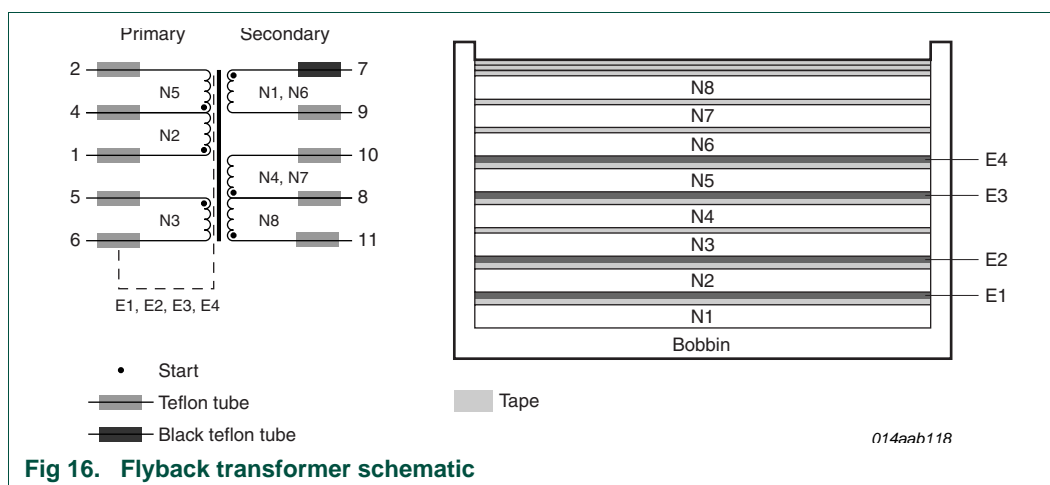 Primary Secondary
2 7
N5 N1, N6
4 9
N2
1 10
N4, N7
5 8
N3 N8
6 11
E1, E2, E3, E4
Start
Teflon tube
Black teflon tube
N8
N7
N6
E4
N5
E3
N4
N3
E2
N2
E1
N1
Bobbin
Tape
014aab118
Fig 16. Flyback transformer schematic